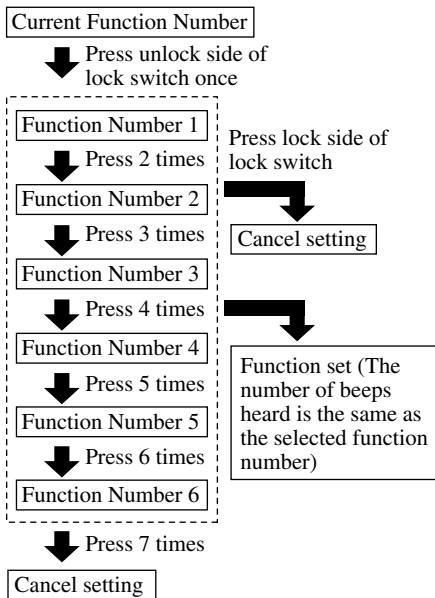 Current Function Number
Press unlock side of
lock switch once
Function Number 1
Press 2 times
Press lock side of
lock switch
Function Number 2
Cancel setting
Press 3 times
Function Number 3
Press 4 times
Function Number 4
Function set (The
number of beeps
heard is the same as
the selected function
number)
Press 5 times
Function Number 5
Press 6 times
Function Number 6
Press 7 times
Cancel setting